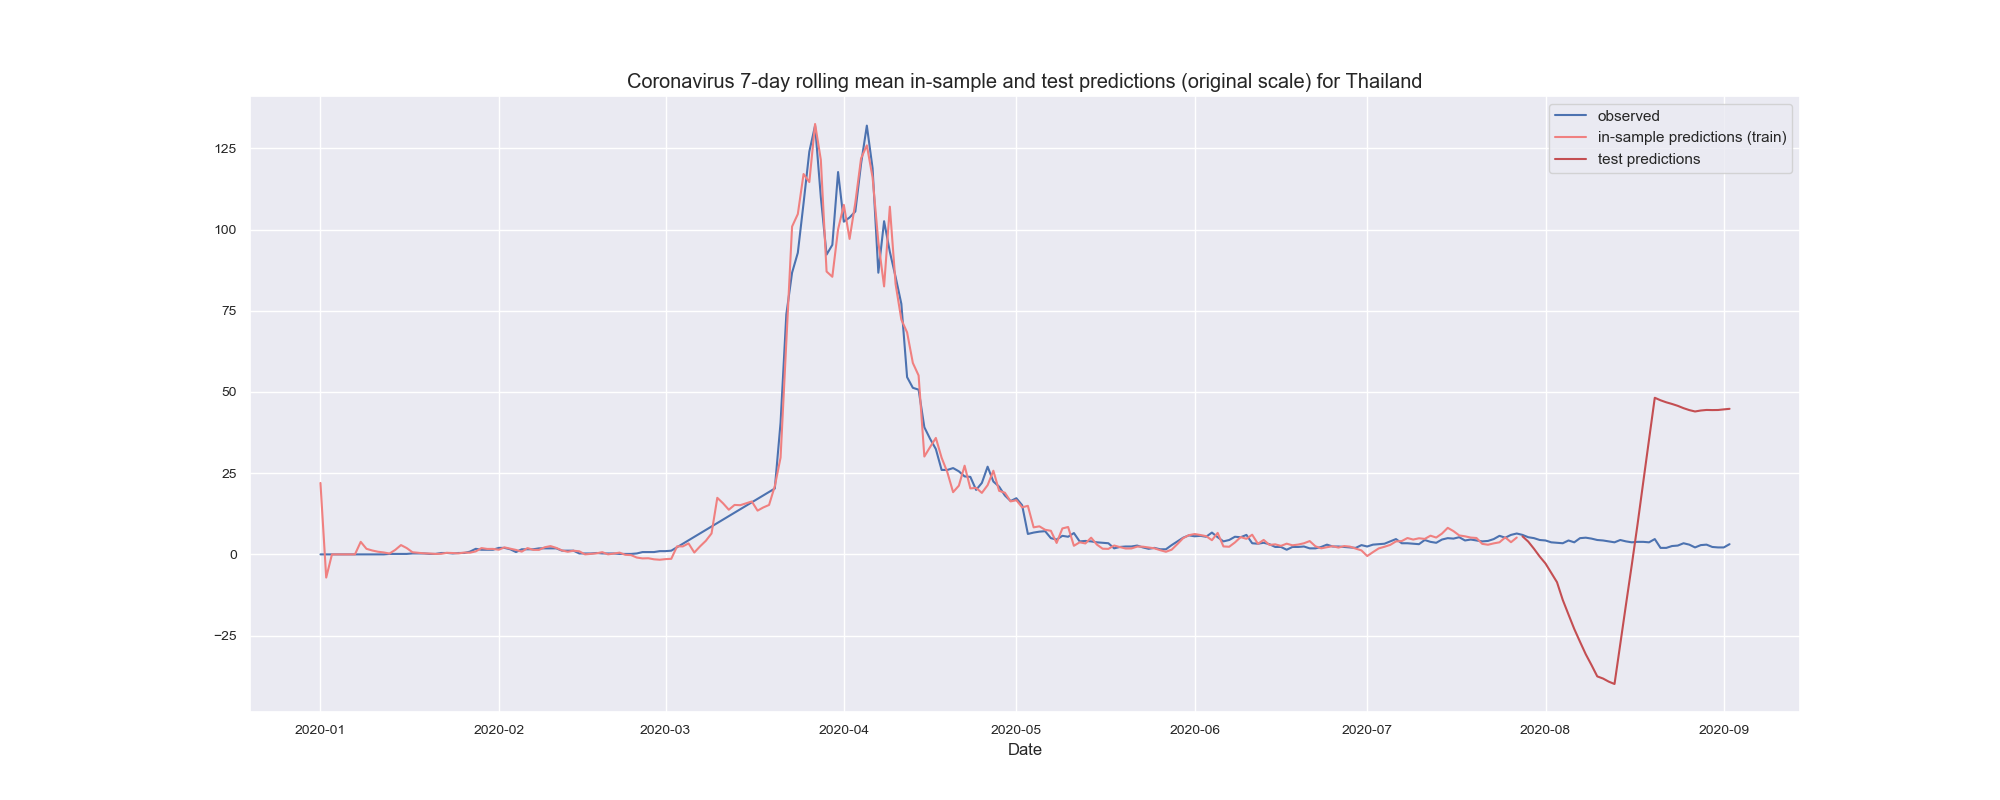 Coronavirus 7-day rolling mean in-sample and test predictions (original scale) for Thailand
observed
in-sample predictions (train)
test predictions
125
100
75
50
25
0
−25
2020-01 2020-02 2020-03 2020-04 2020-05 2020-06 2020-07 2020-08 2020-09
Date